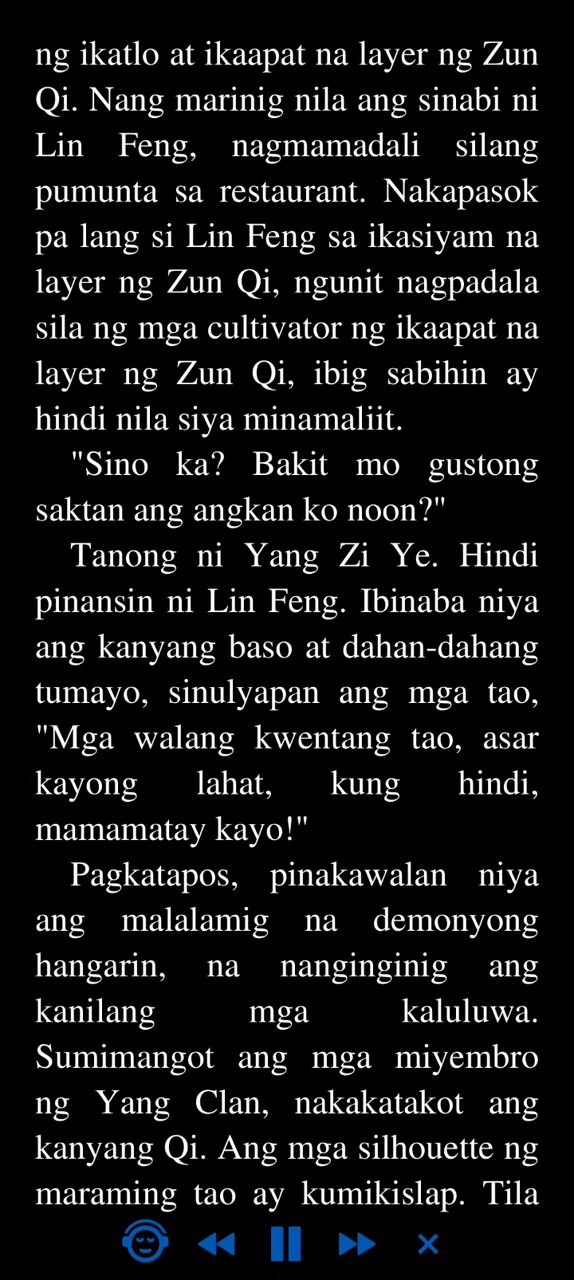 ng ikatlo at ikaapat na layer ng Zun
Qi. Nang marinig nila ang sinabi ni
Lin Feng, nagmamadali silang
pumunta sa restaurant. Nakapasok
pa lang si Lin Feng sa ikasiyam na
layer ng Zun Qi, ngunit nagpadala
sila ng mga cultivator ng ikaapat na
layer ng Zun Qi, ibig sabihin ay
hindi nila siya minamaliit.
"Sino ka? Bakit mo gustong
saktan ang angkan ko noon?"
Tanong ni Yang Zi Ye. Hindi
pinansin ni Lin Feng. Ibinaba niya
ang kanyang baso at dahan-dahang
tumayo, sinulyapan ang mga tao,
"Mga walang kwentang tao, asar
kayong lahat, kung hindi,
mamamatay kayo!"
Pagkatapos, pinakawalan niya
ang malalamig na demonyong
hangarin, na nanginginig ang
kanilang mga kaluluwa.
Sumimangot ang mga miyembro
ng Yang Clan, nakakatakot ang
kanyang Qi. Ang mga silhouette ng
maraming tao ay kumikislap. Tila